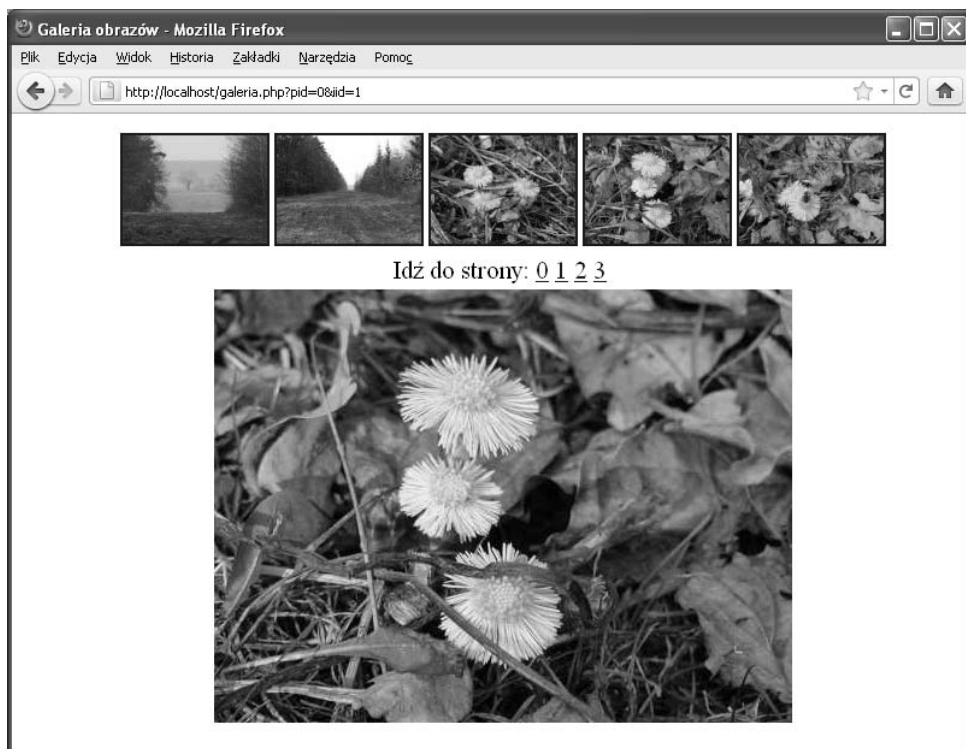 Galeria obrazów - Mozilla Firefox
Plik Edycja Widok Historia Zakładki Narzędzia Pomoc
http://localhost/galeria.php?pid=0&iid=1
Idź do strony: 0 1 2 3